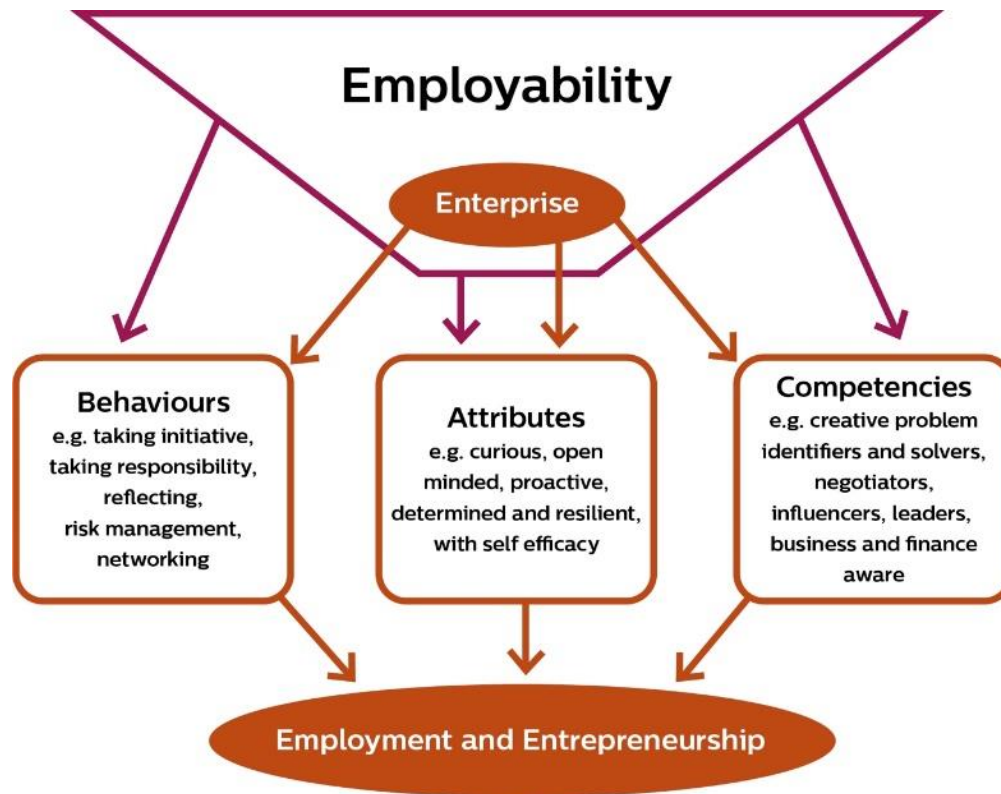 Employability
Enterprise
Behaviours
e.g. taking initiative,
taking responsibility,
reflecting,
risk management,
networking
Attributes
e.g. curious, open
minded, proactive,
determined and resilient,
with self efficacy
Competencies
e.g. creative problem
identifiers and solvers,
negotiators,
influencers, leaders,
business and finance
aware
Employment and Entrepreneurship